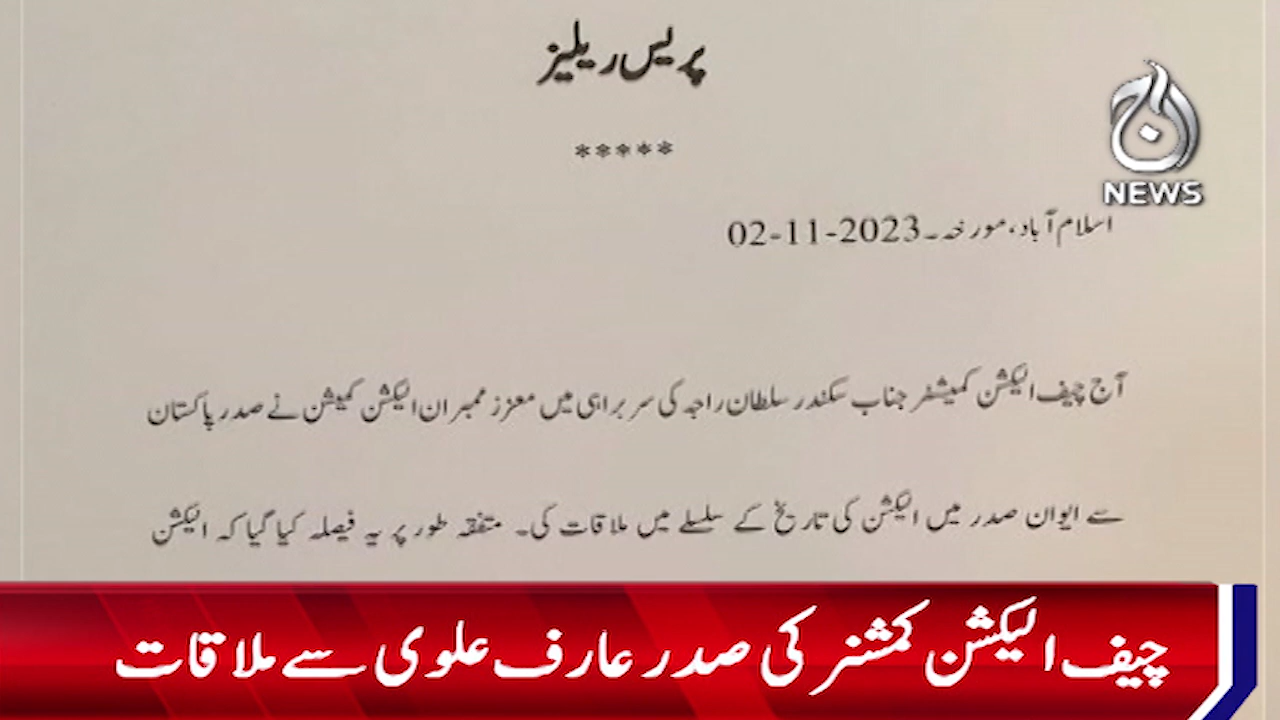 پریس ریلیز
*****
NEWS
اسلام آباد، مورخہ۔02-11-2023
آج چیف الیکشن کمیشنر جناب سکندر سلطان راجہ کی سربراہی میں معزز ممبران الیکشن کمیشن نے صدر پاکستان
سے ایوان صدر میں الیکشن کی تاریخ کے سلسلے میں ملاقات کی۔ متفقہ طور پر یہ فیصلہ کیا گیا کہ الیکشن
چیف الیکشن کمشنر کی صدر عارف علوی سے ملاقات